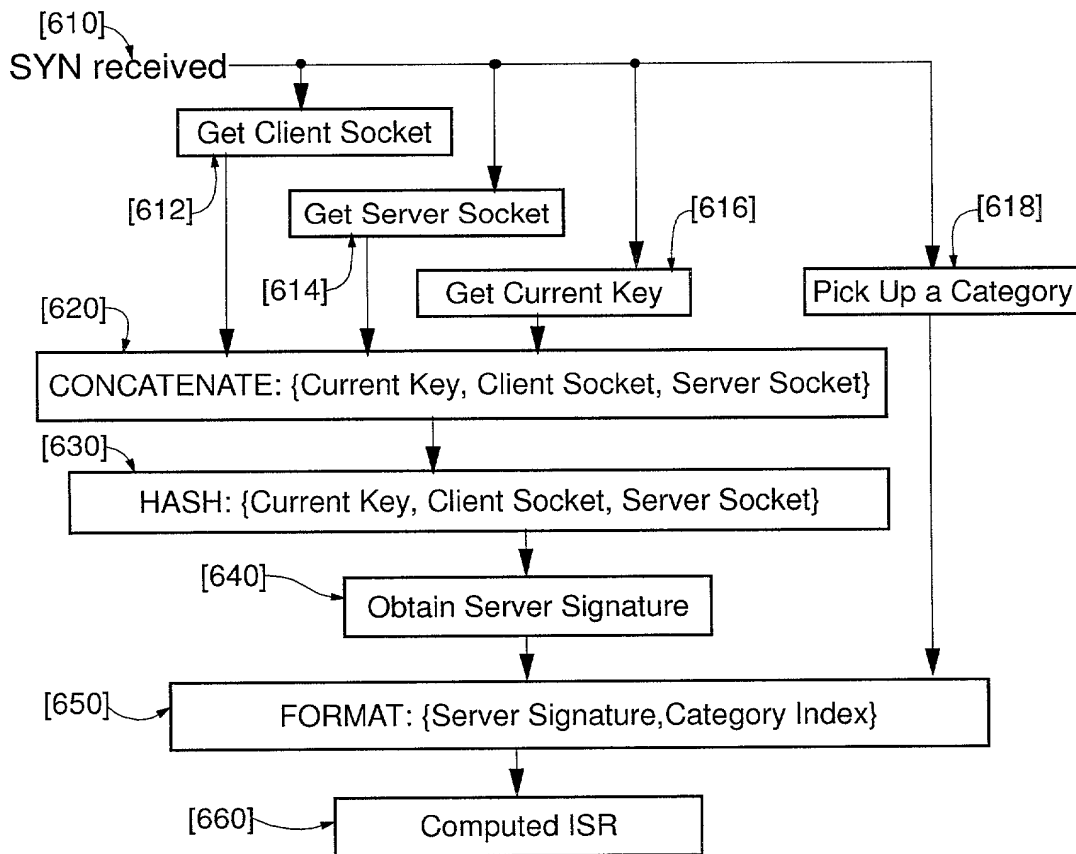 [610]
SYN received
Get Client Socket
[612]
Get Server Socket
[616]
[618]
[614]
Get Current Key
Pick Up a Category
[620]
CONCATENATE: {Current Key, Client Socket, Server Socket}
[630]
HASH: {Current Key, Client Socket, Server Socket}
[640]
Obtain Server Signature
[650]
FORMAT: {Server Signature,Category Index}
[660]
Computed ISR